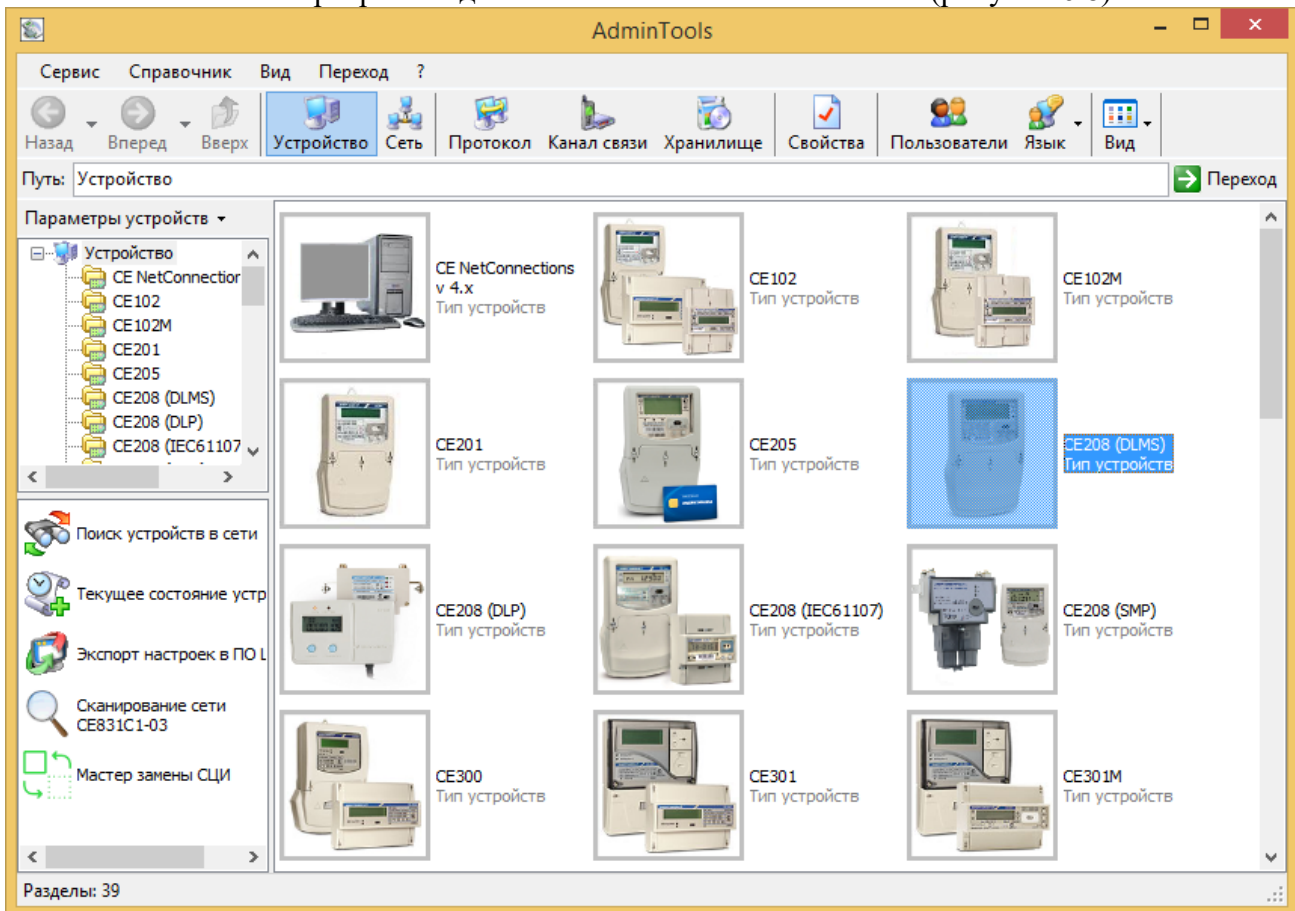 AdminTools
Сервис Справочник Вид Переход ?
Назад Вперед Вверх Устройство Сеть Протокол Канал связи Хранилище Свойства Пользователи Язык Вид
Путь: Устройство Переход
Параметры устройств
Устройство
CE NetConnection
CE102
CE102M
CE201
CE205
CE208 (DLMS)
CE208 (DLP)
CE208 (IEC61107
Поиск устройств в сети
Текущее состояние устр
Экспорт настроек в ПО L
Сканирование сети
CE831C1-03
Мастер замены СЦИ
CE NetConnections
v 4.x
Тип устройств
CE102
Тип устройств
CE102M
Тип устройств
CE201
Тип устройств
CE205
Тип устройств
CE208 (DLMS)
Тип устройств
CE208 (DLP)
Тип устройств
CE208 (IEC61107)
Тип устройств
CE208 (SMP)
Тип устройств
CE300
Тип устройств
CE301
Тип устройств
CE301M
Тип устройств
Разделы: 39